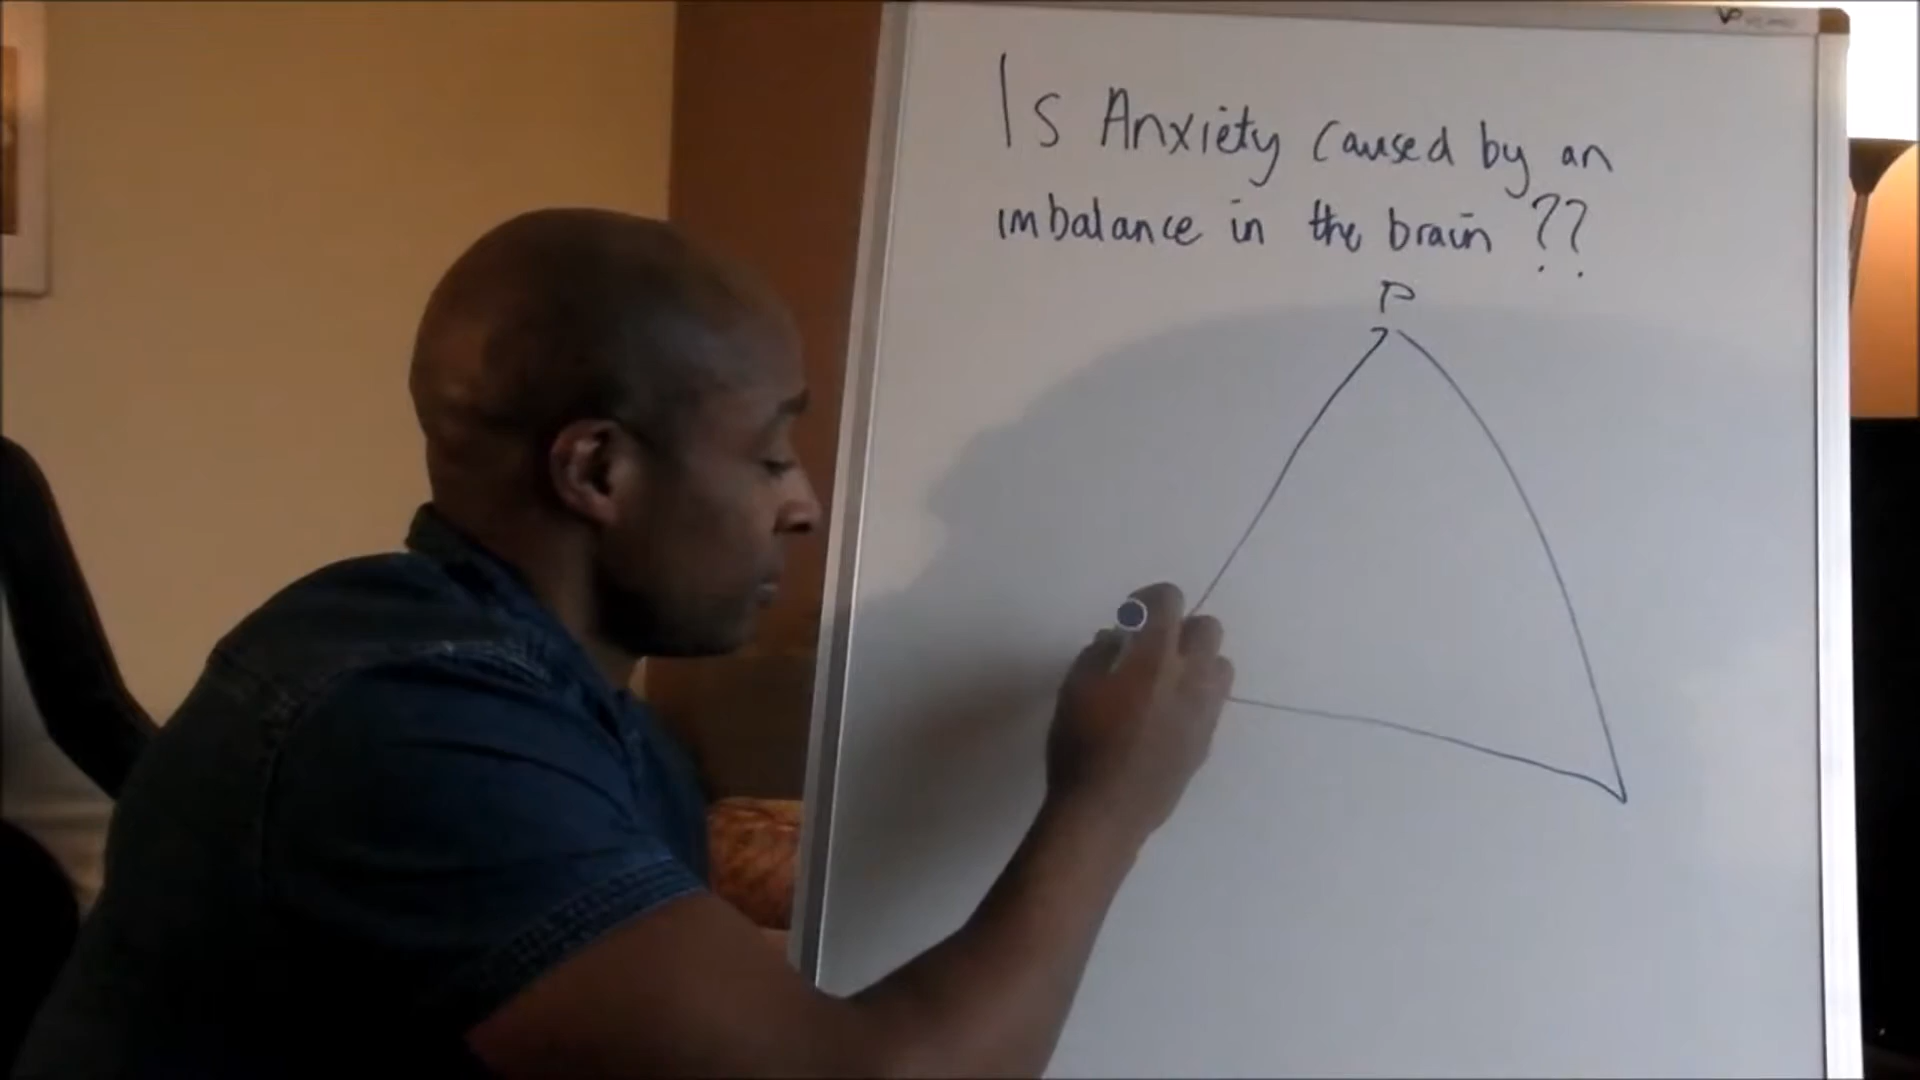 Is Anxiety caused by an
imbalance in the brain ??
P